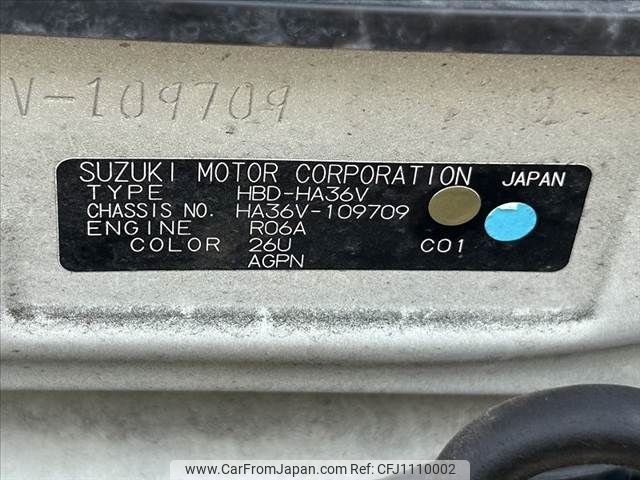 V-109709
SUZUKI MOTOR CORPORATION JAPAN
TYPE HBD-HA36V
CHASSIS NO. HA36V-109709
ENGINE R06A
COLOR 26U C01
AGPN
www.CarFromJapan.com CFJ1110002